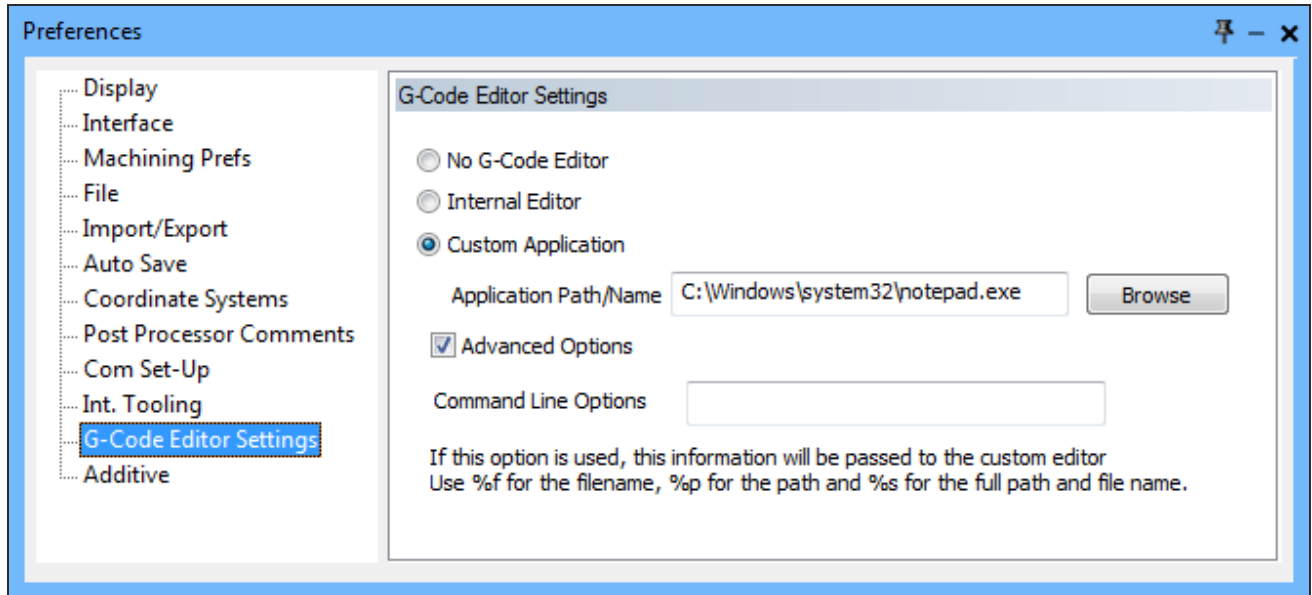 Preferences
Display
Interface
Machining Prefs
File
Import/Export
Auto Save
Coordinate Systems
Post Processor Comments
Com Set-Up
Int. Tooling
G-Code Editor Settings
Additive
G-Code Editor Settings
No G-Code Editor
Internal Editor
Custom Application
Application Path/Name C:\Windows\system32\notepad.exe Browse
Advanced Options
Command Line Options
If this option is used, this information will be passed to the custom editor
Use %f for the filename, %p for the path and %s for the full path and file name.